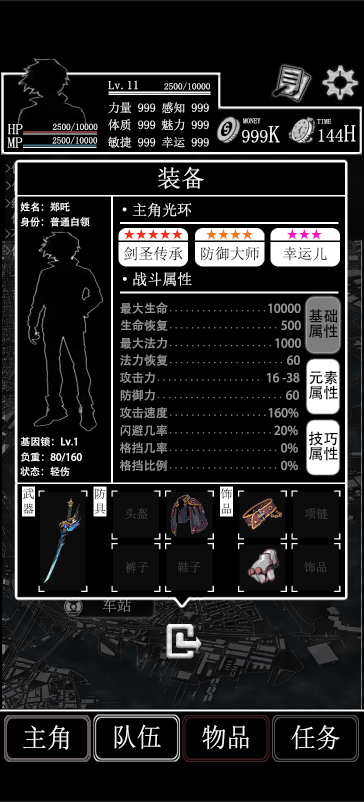 Lv.11 2500/10000
力量 999 感知 999
体质 999 魅力 999
敏捷 999 幸运 999
HP 2500/10000
MP 2500/10000
MONEY
999K
TIME
144H
装备
姓名：郑吒
身份：普通白领
·主角光环
★★★★★ ★★★★ ★★★
剑圣传承 防御大师 幸运儿
·战斗属性
最大生命 10000
生命恢复 500
最大法力 1000
法力恢复 60
攻击力 16-38
防御力 60
攻击速度 160%
闪避几率 20%
格挡几率 0%
格挡比例 0%
基础属性
元素属性
技巧属性
基因锁：Lv.1
负重：80/160
状态：轻伤
武器 防具 饰品
头盔 项链
裤子 鞋子 饰品
车站
主角 队伍 物品 任务